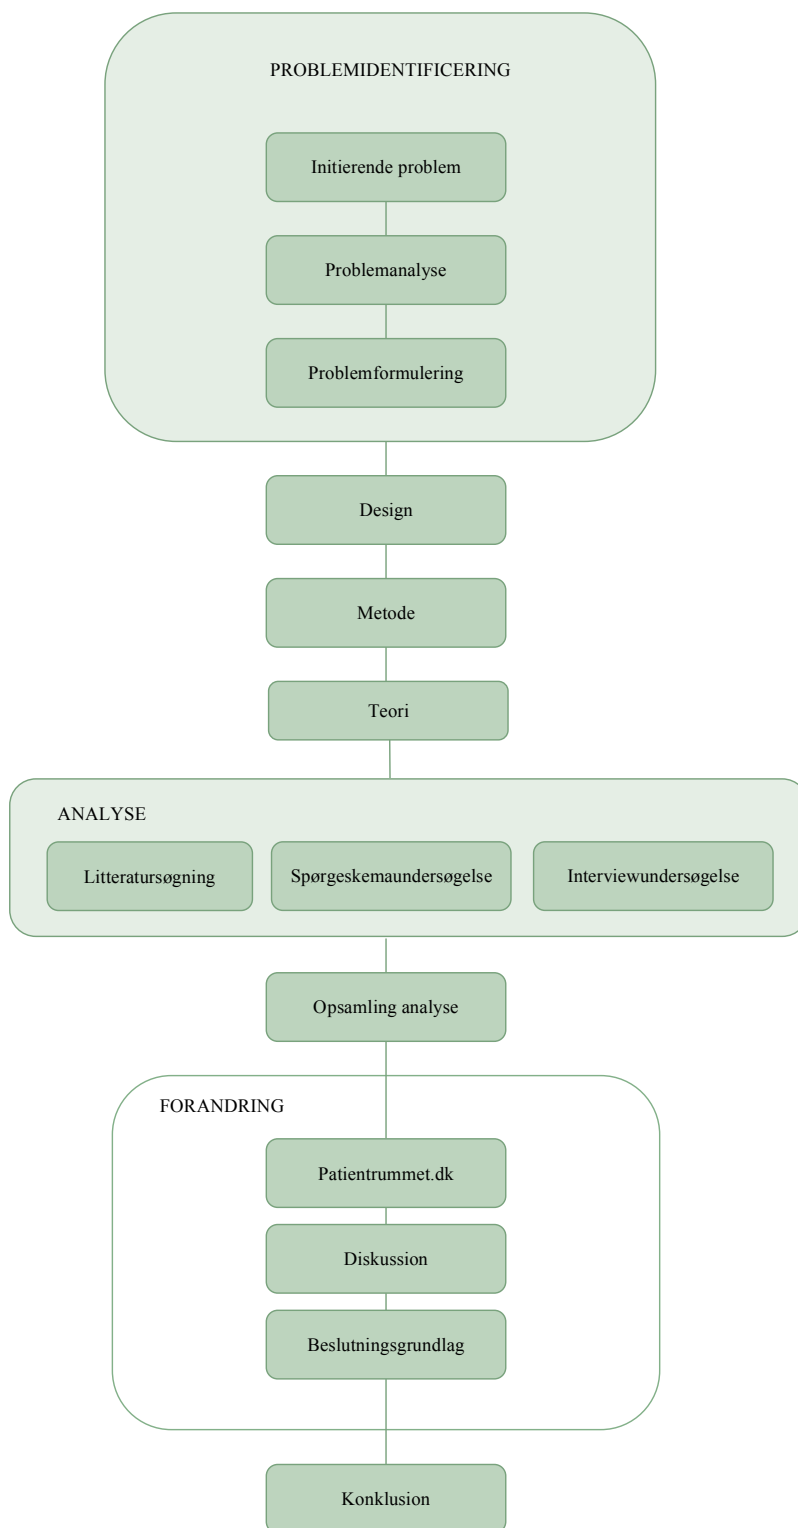 PROBLEMIDENTIFICERING
Initierende problem
Problemanalyse
Problemformulering
Design
Metode
Teori
ANALYSE
Litteratursøgning
Spørgeskemaundersøgelse
Interviewundersøgelse
Opsamling analyse
FORANDRING
Patientrummet.dk
Diskussion
Beslutningsgrundlag
Konklusion